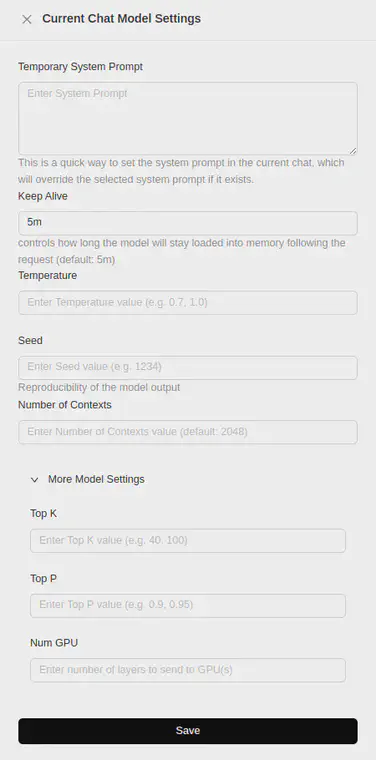 Current Chat Model Settings
Temporary System Prompt
Enter System Prompt
This is a quick way to set the system prompt in the current chat, which
will override the selected system prompt if it exists.
Keep Alive
5m
controls how long the model will stay loaded into memory following the
request (default: 5m)
Temperature
Enter Temperature value (e.g. 0.7, 1.0)
Seed
Enter Seed value (e.g. 1234)
Reproducibility of the model output
Number of Contexts
Enter Number of Contexts value (default: 2048)
More Model Settings
Top K
Enter Top K value (e.g. 40, 100)
Top P
Enter Top P value (e.g. 0.9, 0.95)
Num GPU
Enter number of layers to send to GPU(s)
Save